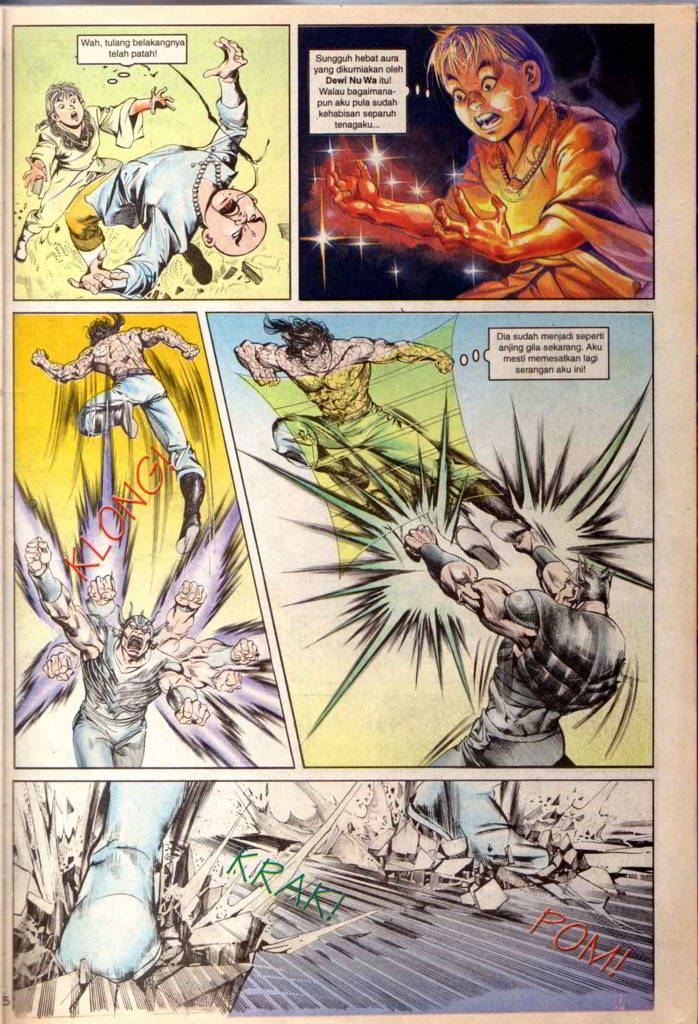 Wah, tulang belakangnya
telah patah!
Sungguh hebat aura
yang dikurniakan oleh
Dewi Nu Wa itu!
Walau bagaimana-
pun aku pula sudah
kehabisan separuh
tenagaku...
Dia sudah menjadi seperti
anjing gila sekarang. Aku
mesti memesatkan lagi
serangan aku ini!
KLONG!
KRAK!
POM!
5